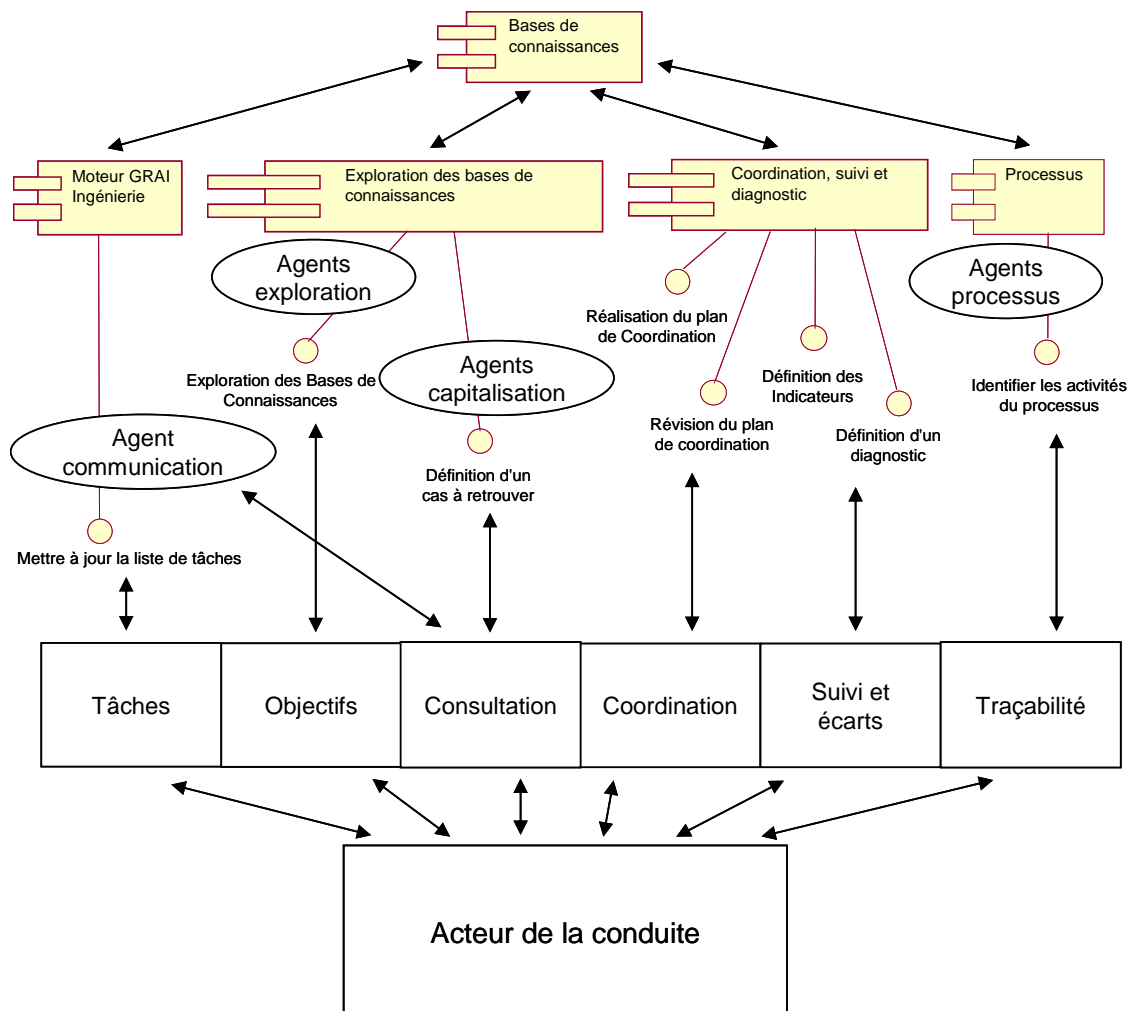 Bases de
connaissances
Moteur GRAI
Ingénierie
Exploration des bases de
connaissances
Coordination, suivi et
diagnostic
Processus
Agents
exploration
Agents
processus
Réalisation du plan
de Coordination
Exploration des Bases de
Connaissances
Agents
capitalisation
Définition des
Indicateurs
Identifier les activités
du processus
Révision du plan
de coordination
Définition d'un
diagnostic
Agent
communication
Définition d'un
cas à retrouver
Mettre à jour la liste de tâches
Tâches
Objectifs
Consultation
Coordination
Suivi et
écarts
Traçabilité
Acteur de la conduite